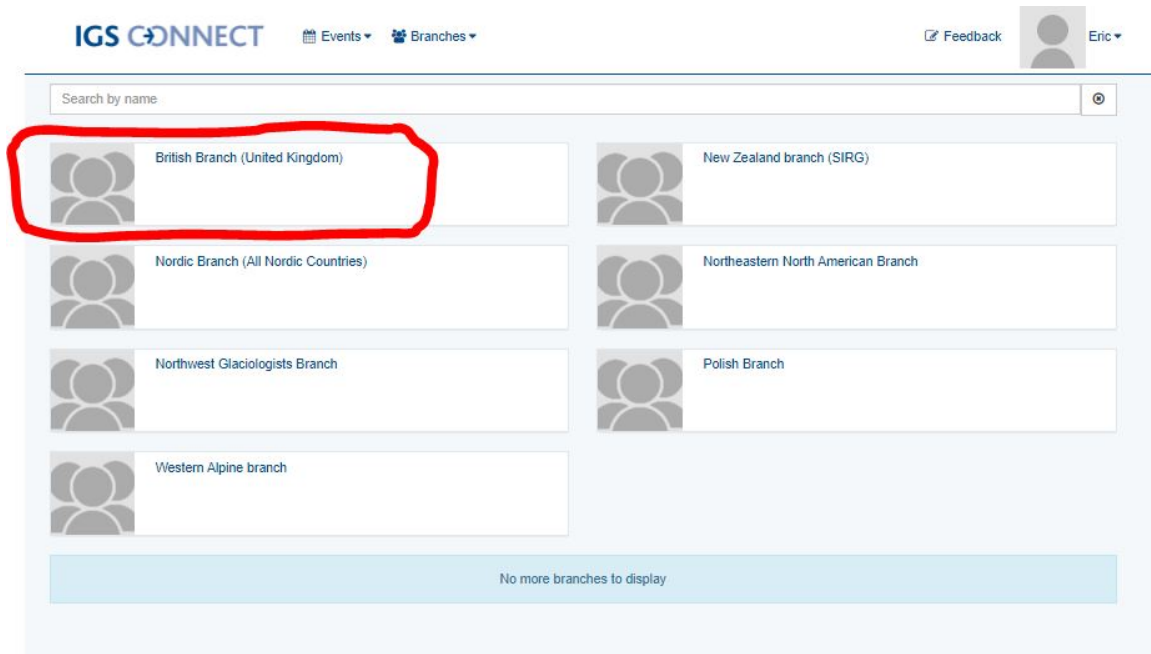 IGS CONNECT
Events
Branches
Feedback
Eric
Search by name
British Branch (United Kingdom)
New Zealand branch (SIRG)
Nordic Branch (All Nordic Countries)
Northeastern North American Branch
Northwest Glaciologists Branch
Polish Branch
Western Alpine branch
No more branches to display